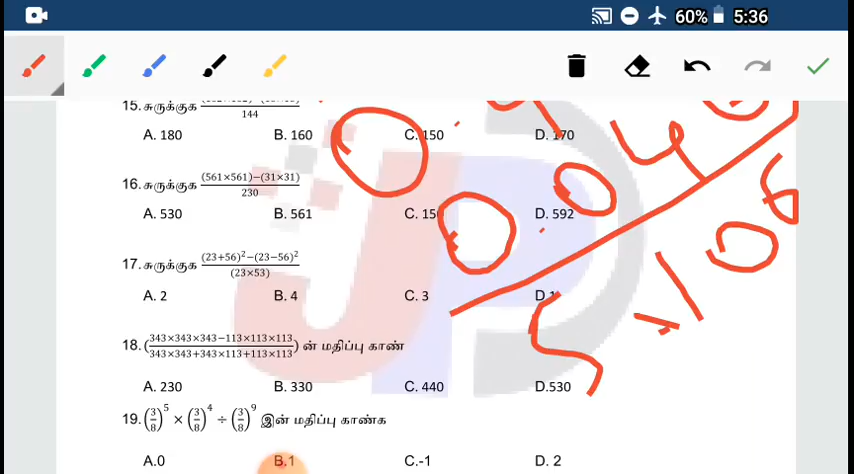 60% 5:36
15. சுருக்குக
144
A. 180 B. 160 C. 150 D. 170
16. சுருக்குக (561×561)−(31×31)
230
A. 530 B. 561 C. 150 D. 592
17. சுருக்குக (23+56)²−(23−56)²
(23×53)
A. 2 B. 4 C. 3 D. 1
18. (343×343×343−113×113×113
343×343+343×113+113×113) ன் மதிப்பு காண்
A. 230 B. 330 C. 440 D.530
19. (3/8)⁵ × (3/8)⁴ ÷ (3/8)⁹ இன் மதிப்பு காண்க
A.0 B.1 C.-1 D. 2